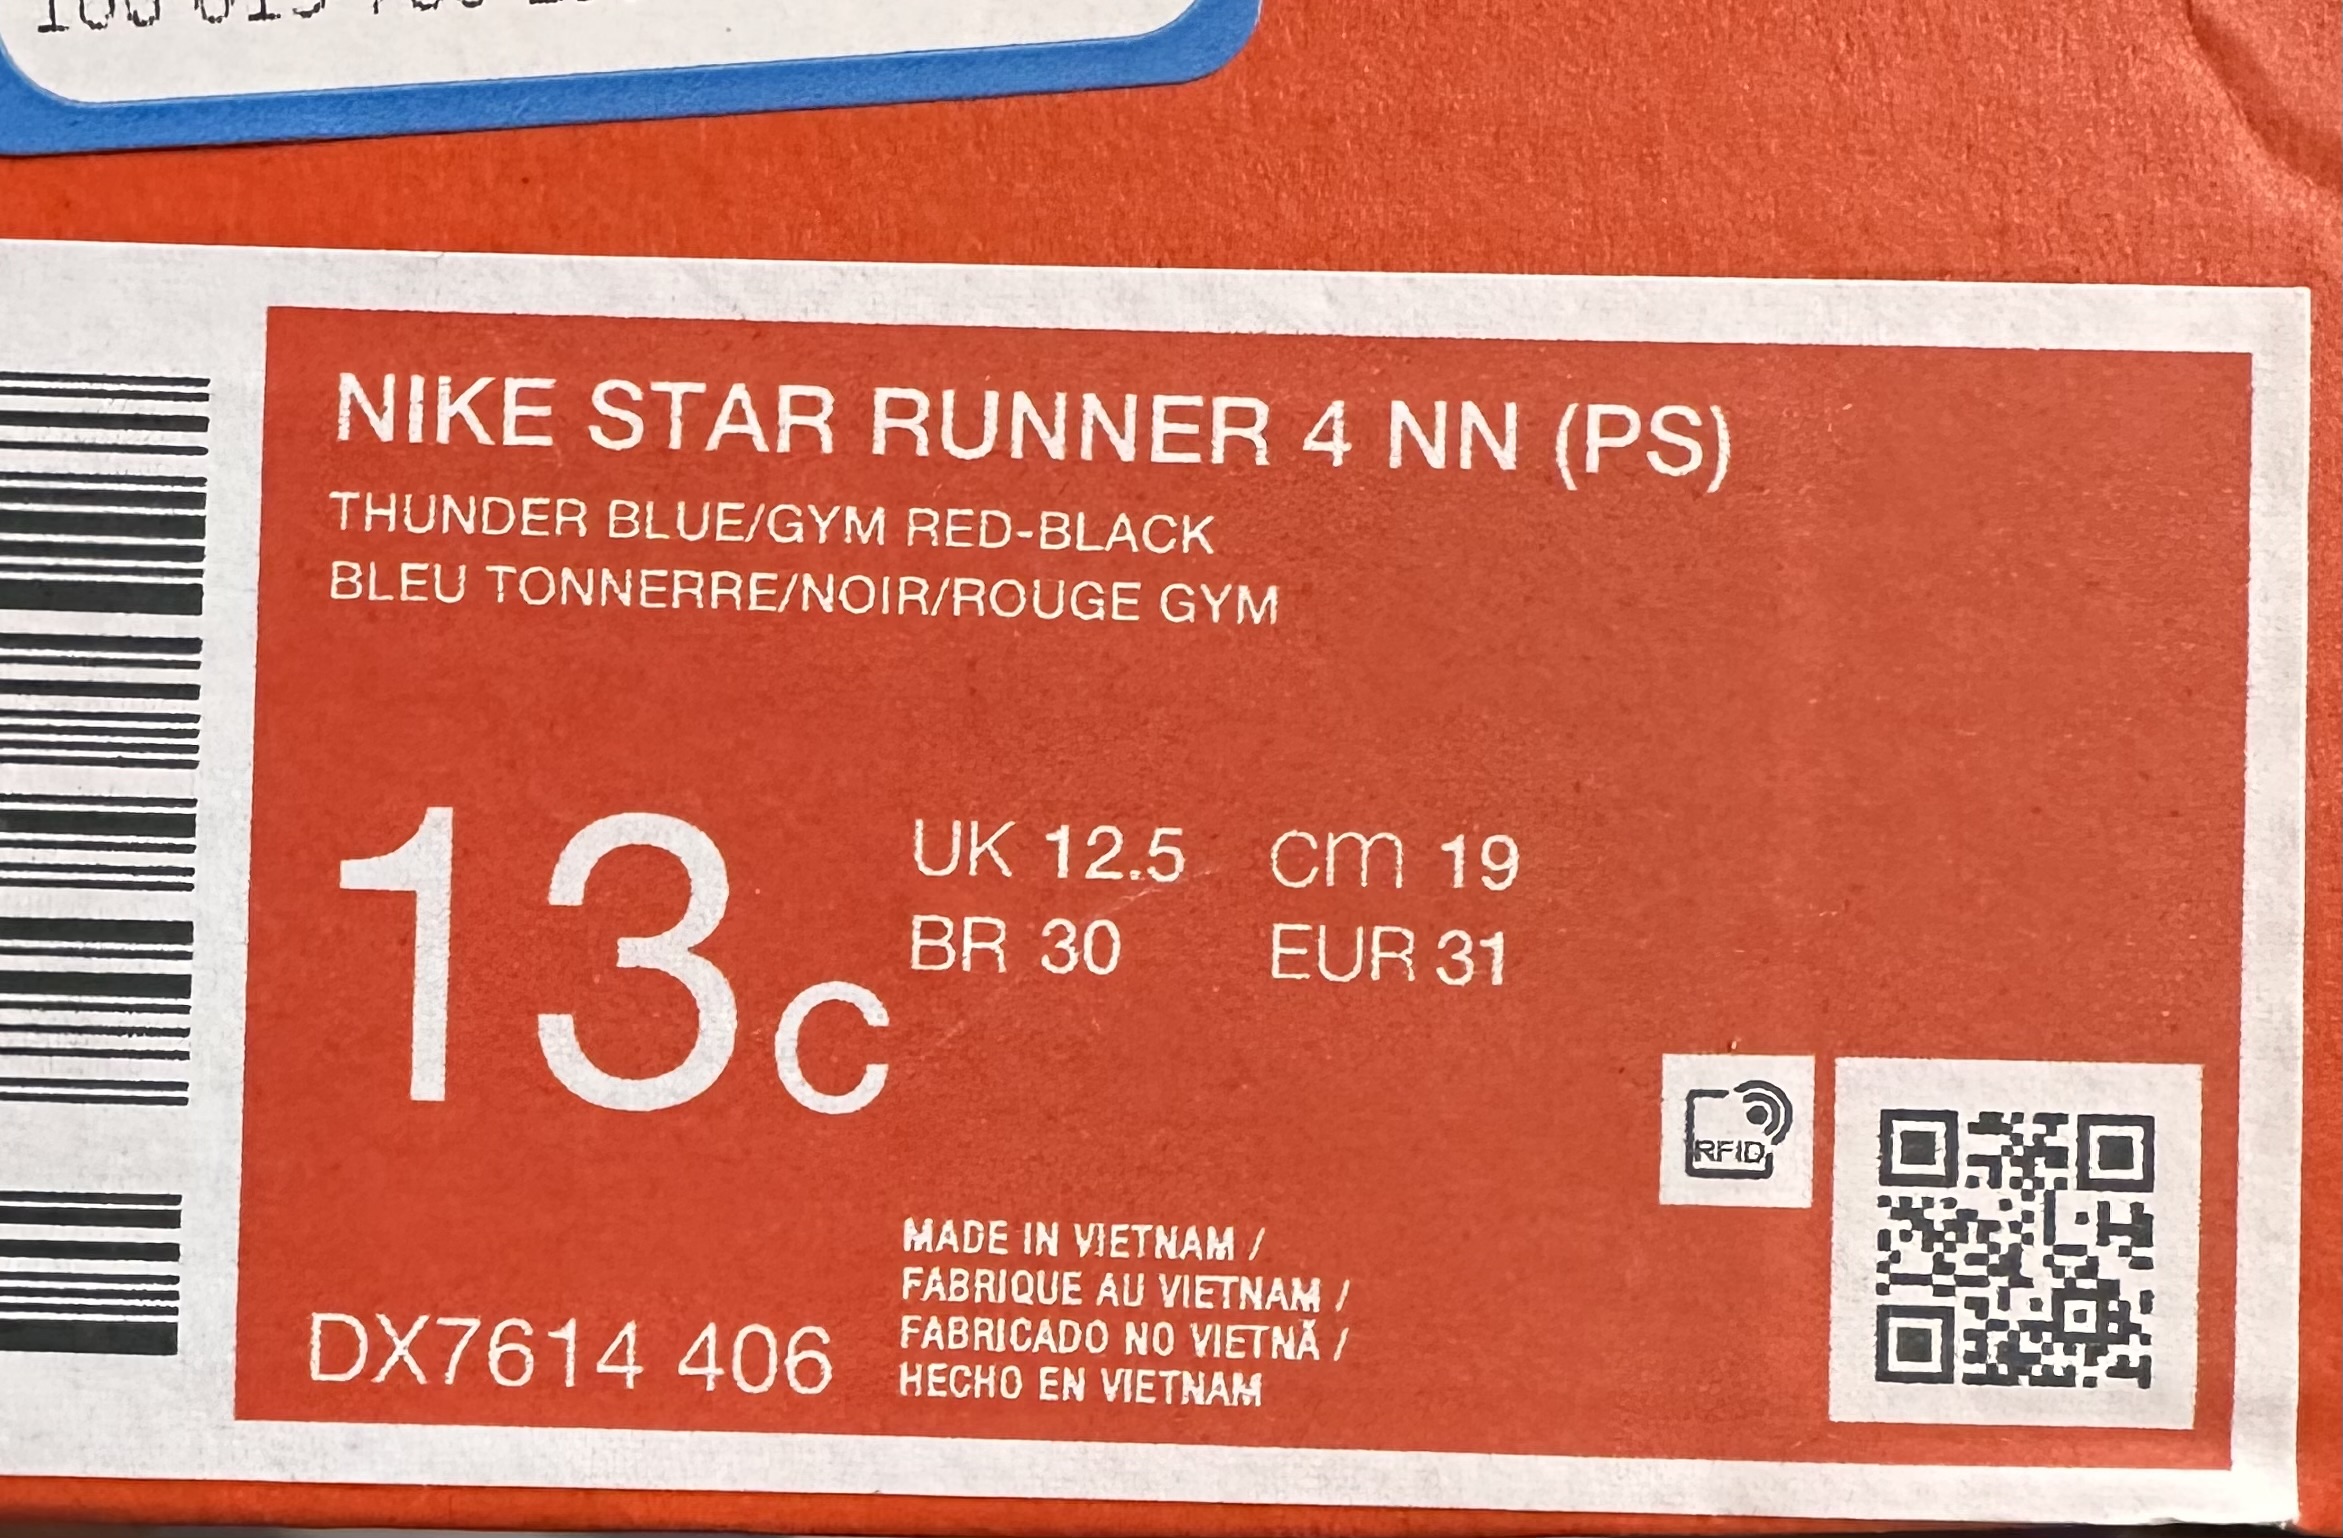 NIKE STAR RUNNER 4 NN (PS)
THUNDER BLUE/GYM RED-BLACK
BLEU TONNERRE/NOIR/ROUGE GYM
13c
UK 12.5 cm 19
BR 30 EUR 31
RFID
MADE IN VIETNAM /
FABRIQUE AU VIETNAM /
FABRICADO NO VIETNÃ /
HECHO EN VIETNAM
DX7614 406